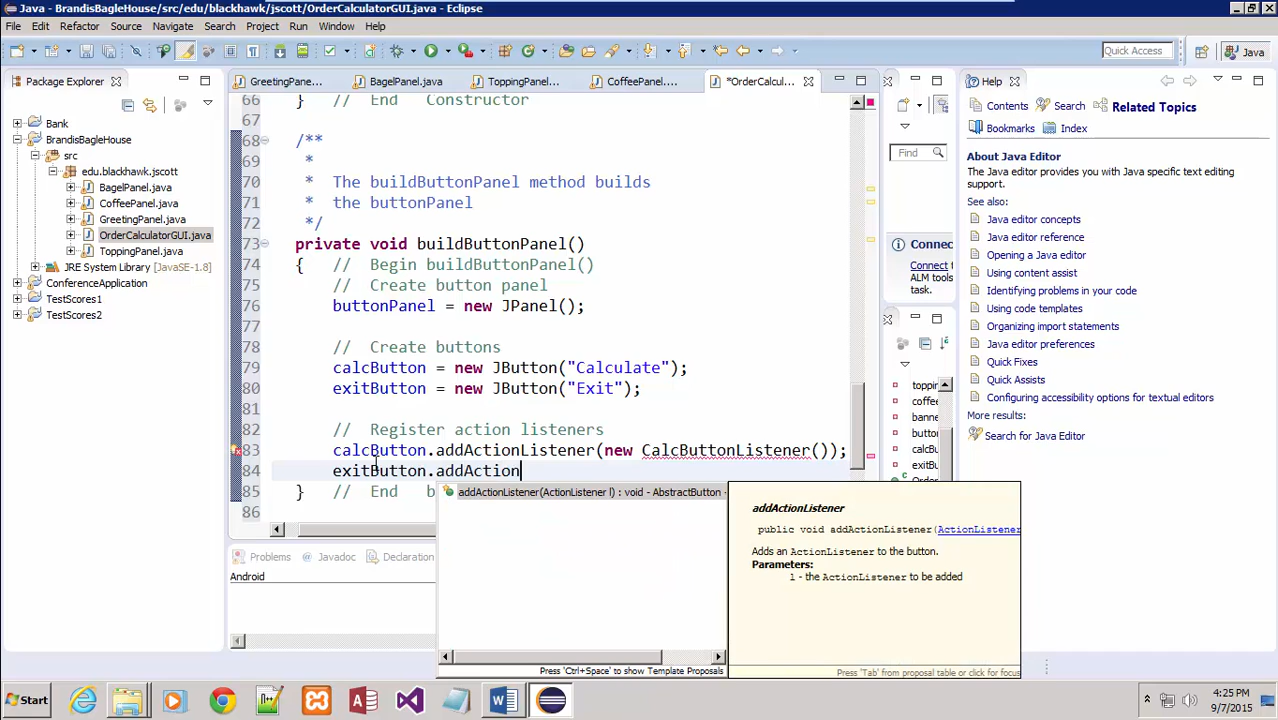 Java - BrandisBagleHouse/src/edu/blackhawk/jscott/OrderCalculatorGUI.java - Eclipse
File Edit Refactor Source Navigate Search Project Run Window Help
Quick Access
Java
Package Explorer
Bank
BrandisBagleHouse
src
edu.blackhawk.jscott
BagelPanel.java
CoffeePanel.java
GreetingPanel.java
OrderCalculatorGUI.java
ToppingPanel.java
JRE System Library [JavaSE-1.8]
ConferenceApplication
TestScores1
TestScores2
GreetingPane...
BagelPanel.java
ToppingPanel...
CoffeePanel....
*OrderCalcul...
66 } // End Constructor
67
68 /**
69 *
70 * The buildButtonPanel method builds
71 * the buttonPanel
72 */
73 private void buildButtonPanel()
74 { // Begin buildButtonPanel()
75 // Create button panel
76 buttonPanel = new JPanel();
77
78 // Create buttons
79 calcButton = new JButton("Calculate");
80 exitButton = new JButton("Exit");
81
82 // Register action listeners
83 calcButton.addActionListener(new CalcButtonListener());
84 exitButton.addAction
85 } // End b
86
addActionListener(ActionListener l) : void - AbstractButton -
Press 'Ctrl+Space' to show Template Proposals
addActionListener
public void addActionListener(ActionListener
Adds an ActionListener to the button.
Parameters:
l - the ActionListener to be added
Press 'Tab' from proposal table or click for focus
Problems
@ Javadoc
Declaration
Android
Find
Connec
Connect t
ALM tools
task.
toppin
coffee
banne
button
calcBu
exitBu
Help
Contents
Search
Related Topics
Bookmarks
Index
About Java Editor
The Java editor provides you with Java specific text editing
support.
See also:
Java editor concepts
Java editor reference
Opening a Java editor
Using content assist
Identifying problems in your code
Using code templates
Organizing import statements
Java editor preferences
Quick Fixes
Quick Assists
Configuring accessibility options for textual editors
More results:
Search for Java editor
Start
4:25 PM
9/7/2015